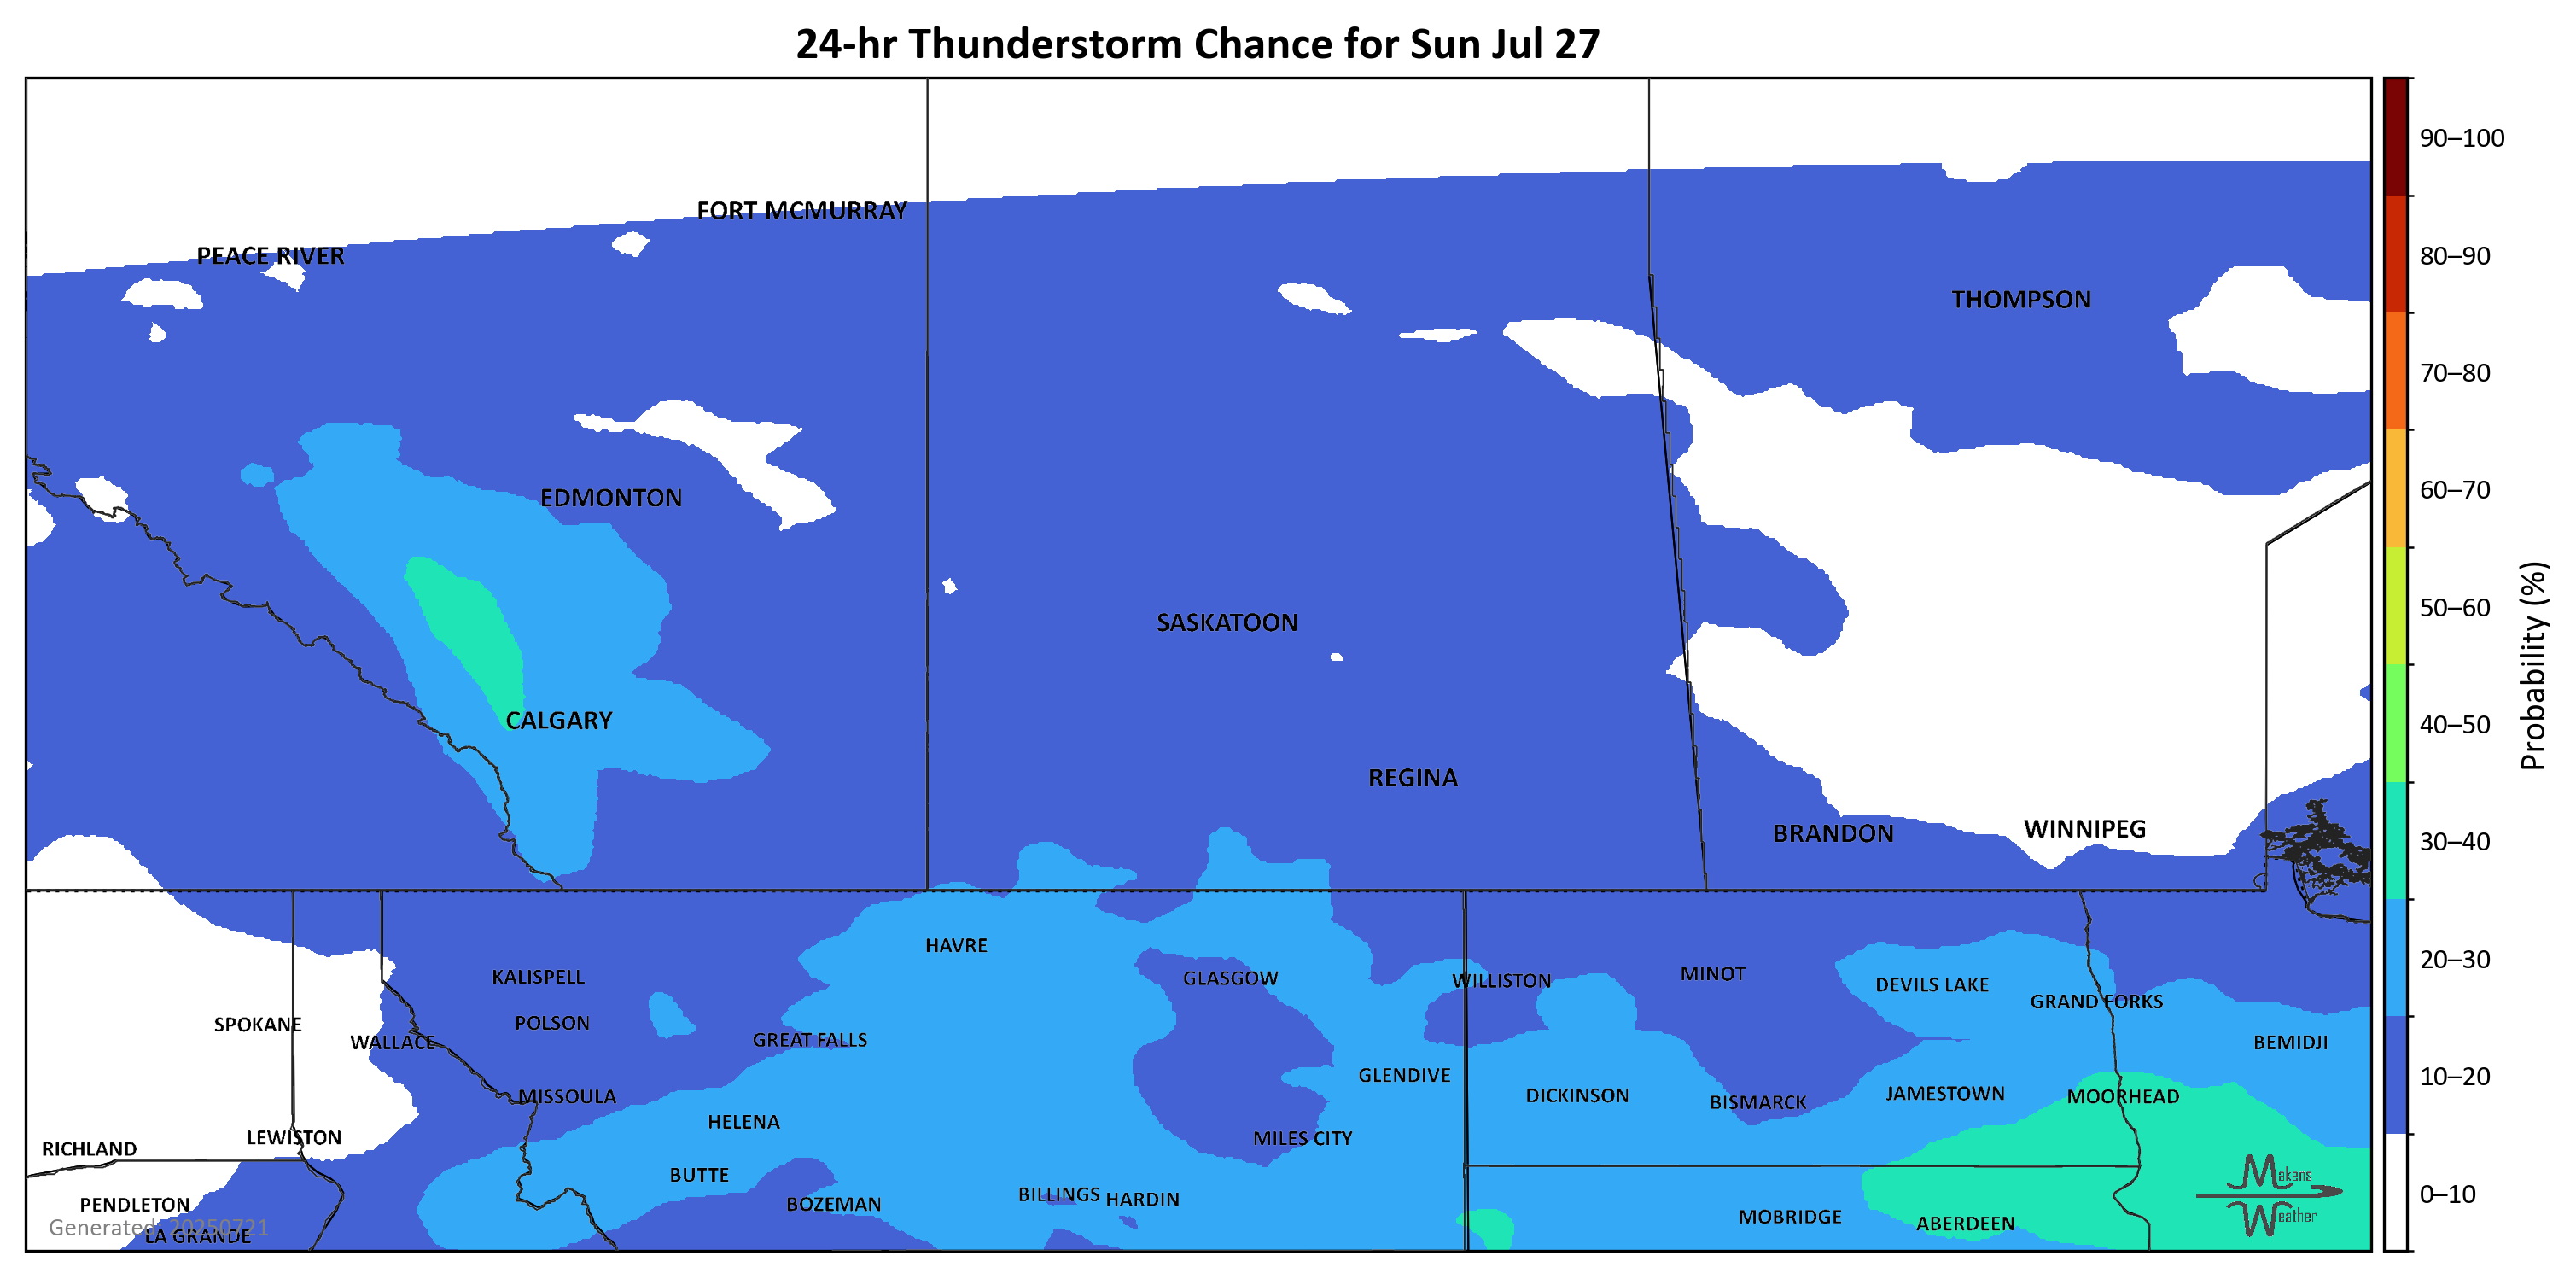 24-hr Thunderstorm Chance for Sun Jul 27
90–100
FORT MCMURRAY
PEACE RIVER
80–90
THOMPSON
70–80
60–70
EDMONTON
50–60
SASKATOON
Probability (%)
CALGARY
40–50
REGINA
WINNIPEG
BRANDON
30–40
HAVRE
20–30
MINOT
KALISPELL
GLASGOW
WILLISTON
DEVILS LAKE
GRAND FORKS
POLSON
SPOKANE
GREAT FALLS
WALLACE
BEMIDJI
GLENDIVE
10–20
MISSOULA
DICKINSON
JAMESTOWN
MOORHEAD
BISMARCK
HELENA
LEWISTON
MILES CITY
RICHLAND
BUTTE
Makens
Weather
0–10
BILLINGS
HARDIN
PENDLETON
BOZEMAN
MOBRIDGE
ABERDEEN
Generated: 20250721
LA GRANDE